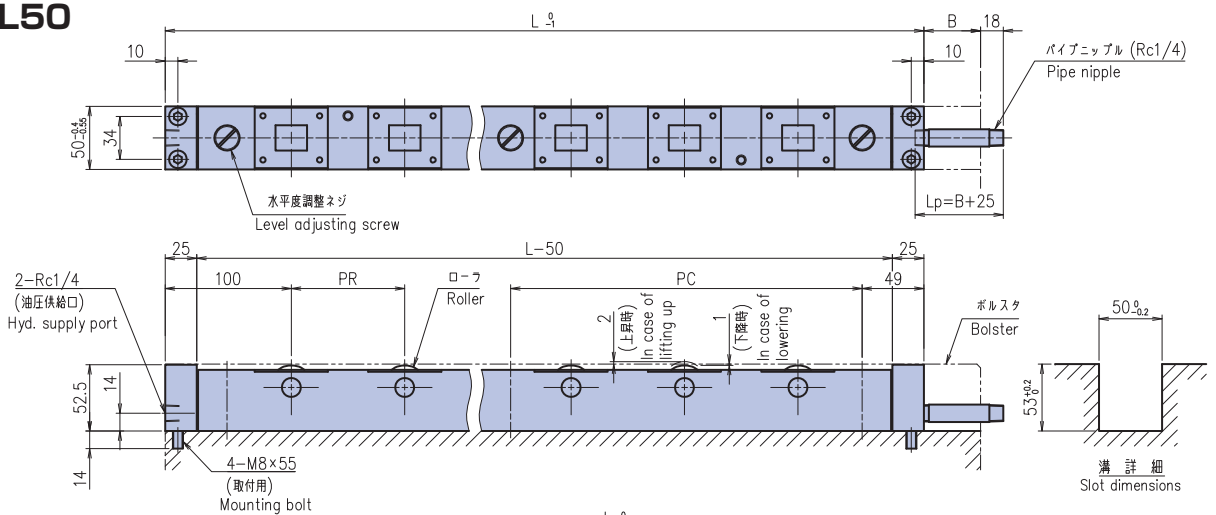 L50
L 0 -1
B
18
10
10
パイプニップル (Rc1/4)
Pipe nipple
50 -0.4 -0.55
34
水平度調整ネジ
Level adjusting screw
Lp=B+25
25
L-50
25
2-Rc1/4
(油圧供給口)
Hyd. supply port
100
PR
ローラ
Roller
PC
49
2
(上昇時)
In case of
lifting up
1
(下降時)
In case of
lowering
ボルスタ
Bolster
50 0 -0.2
52.5
14
14
53 +0.2 0
4-M8×55
(取付用)
Mounting bolt
溝 詳 細
Slot dimensions